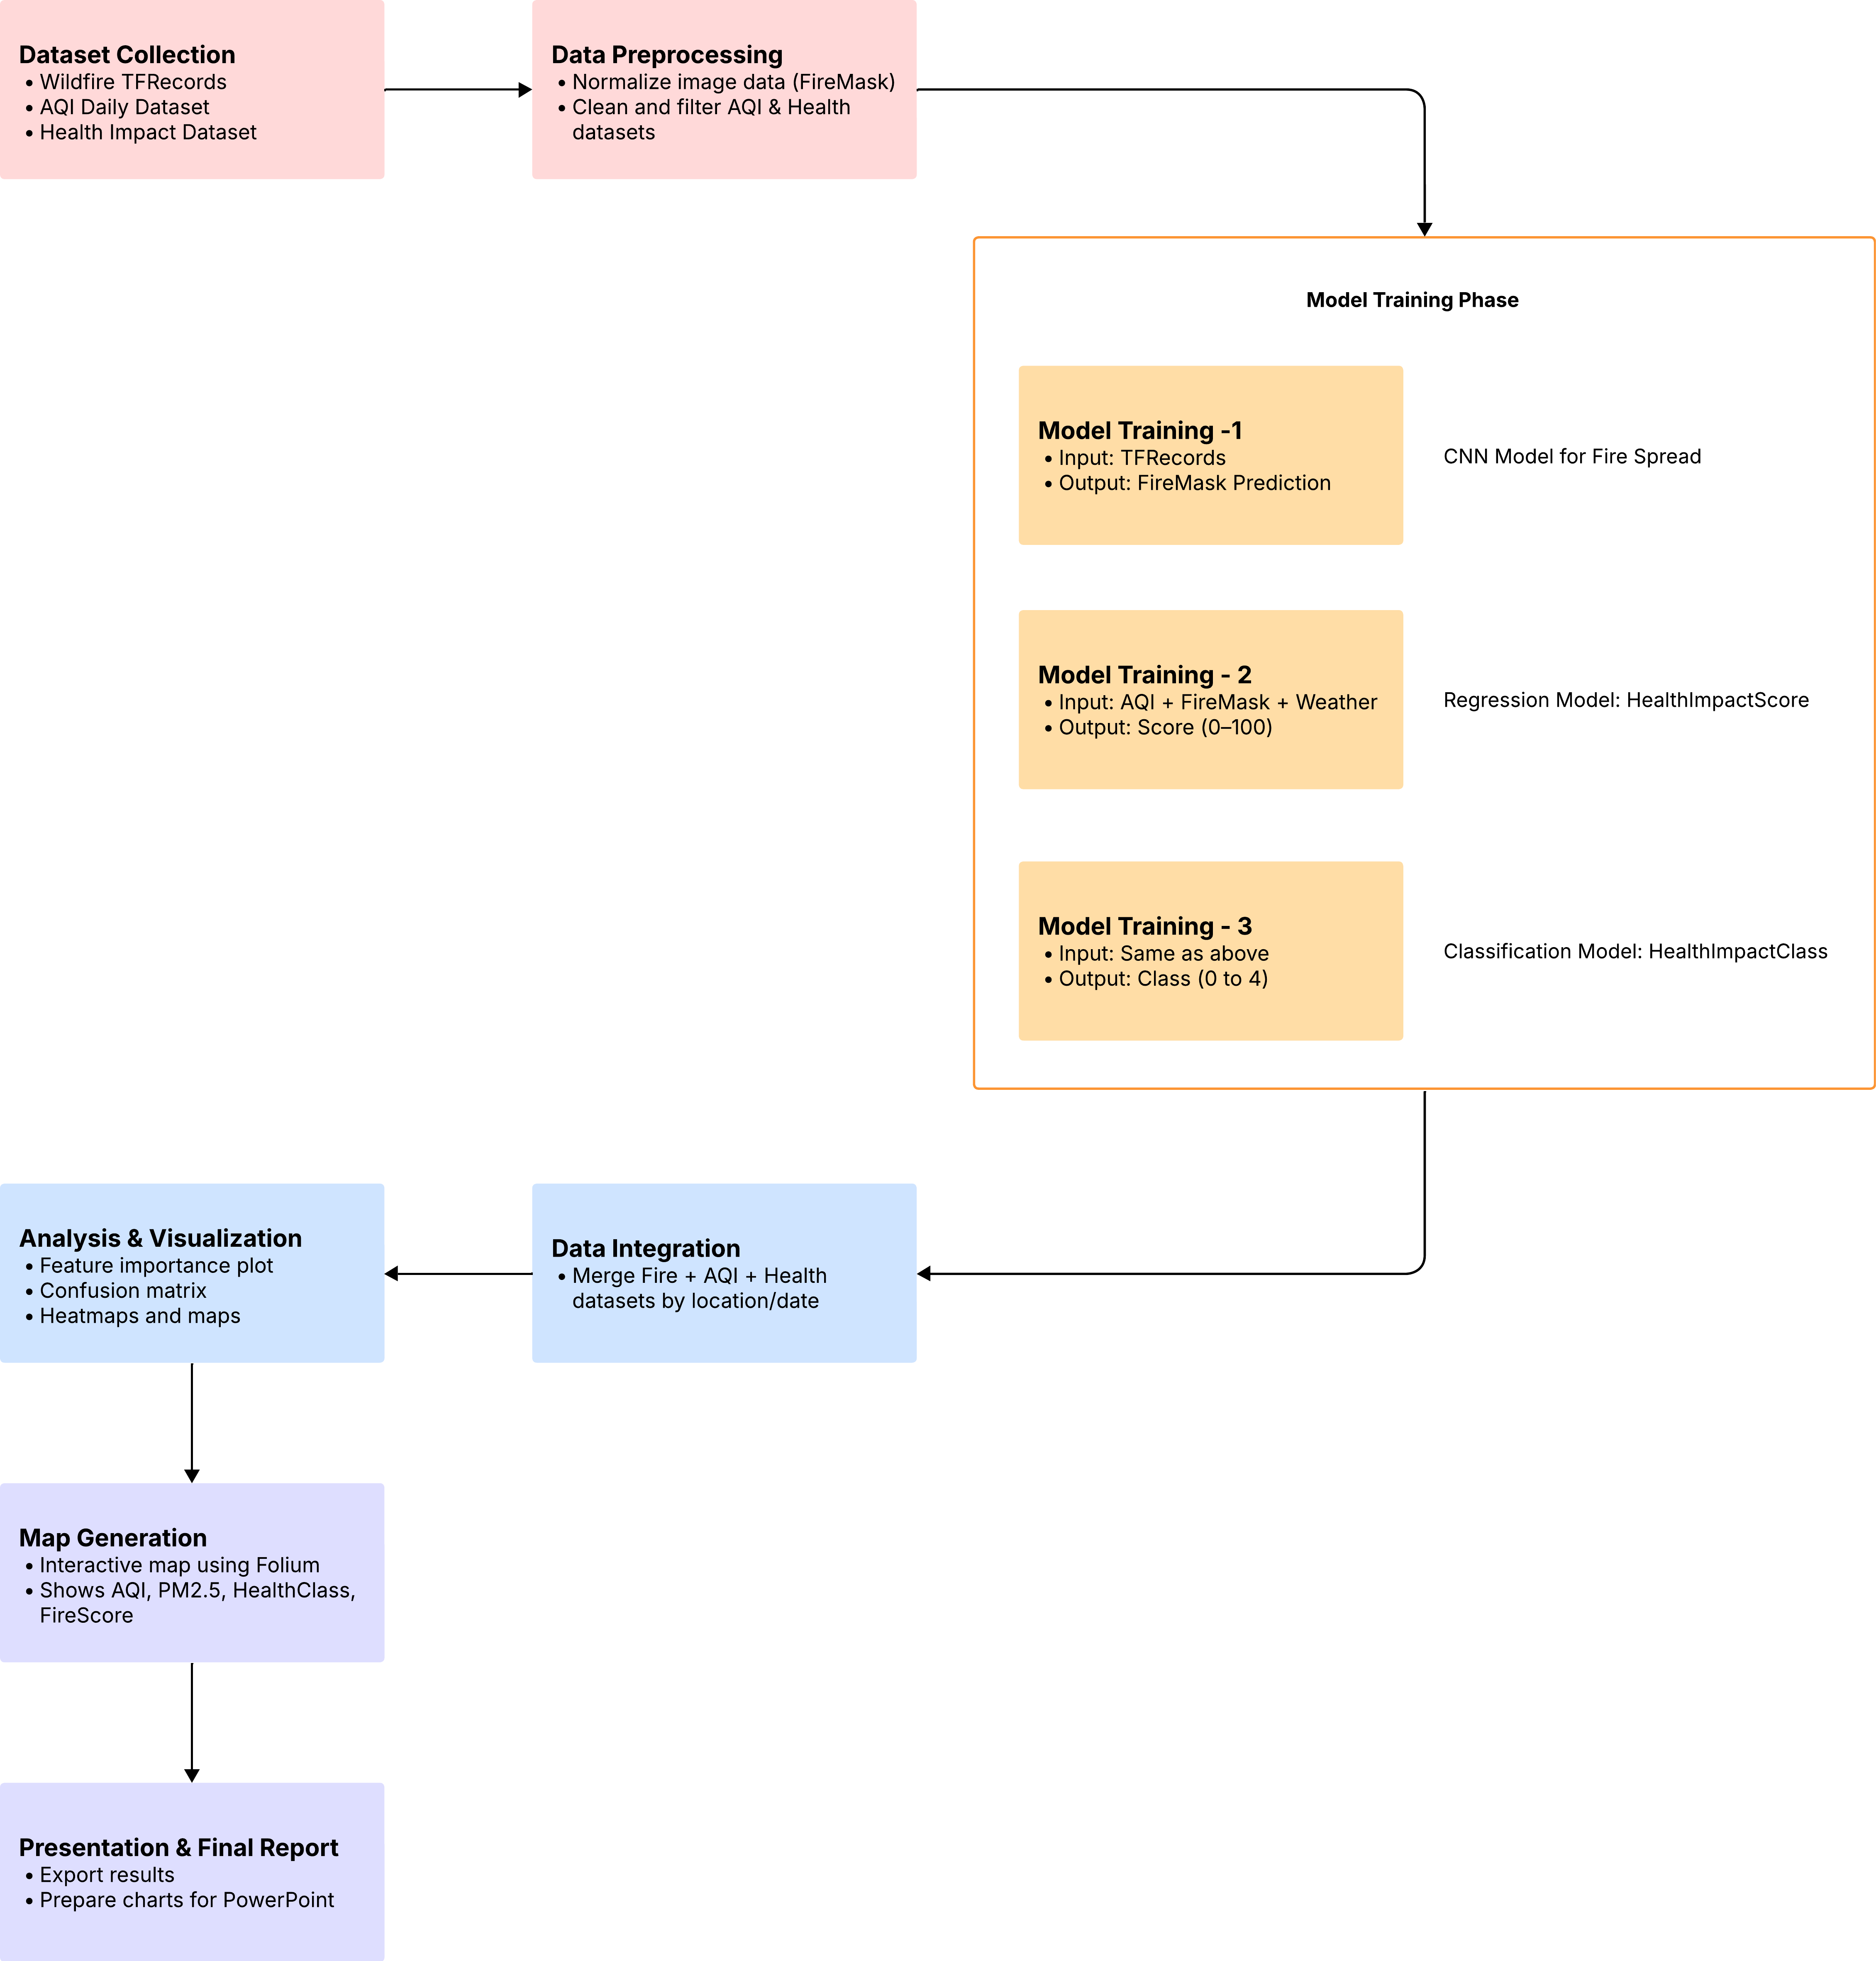 Dataset Collection
• Wildfire TFRecords
• AQI Daily Dataset
• Health Impact Dataset
Data Preprocessing
• Normalize image data (FireMask)
• Clean and filter AQI & Health
datasets
Model Training Phase
Model Training -1
• Input: TFRecords
• Output: FireMask Prediction
CNN Model for Fire Spread
Model Training - 2
• Input: AQI + FireMask + Weather
• Output: Score (0–100)
Regression Model: HealthImpactScore
Model Training - 3
• Input: Same as above
• Output: Class (0 to 4)
Classification Model: HealthImpactClass
Data Integration
• Merge Fire + AQI + Health
datasets by location/date
Analysis & Visualization
• Feature importance plot
• Confusion matrix
• Heatmaps and maps
Map Generation
• Interactive map using Folium
• Shows AQI, PM2.5, HealthClass,
FireScore
Presentation & Final Report
• Export results
• Prepare charts for PowerPoint